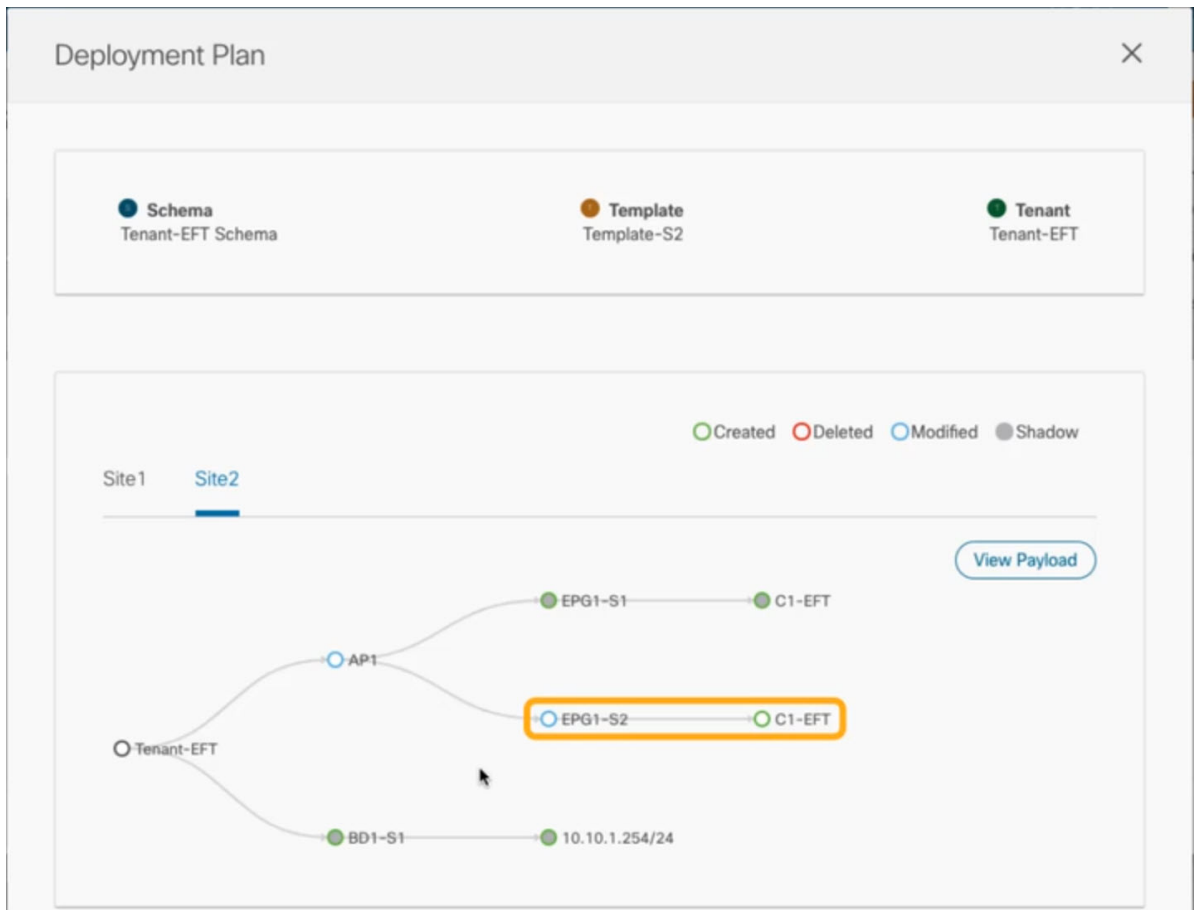 Deployment Plan
Schema
Tenant-EFT Schema
Template
Template-S2
Tenant
Tenant-EFT
Created Deleted Modified Shadow
Site1 Site2
View Payload
EPG1-S1 C1-EFT
AP1
EPG1-S2 C1-EFT
Tenant-EFT
BD1-S1 10.10.1.254/24